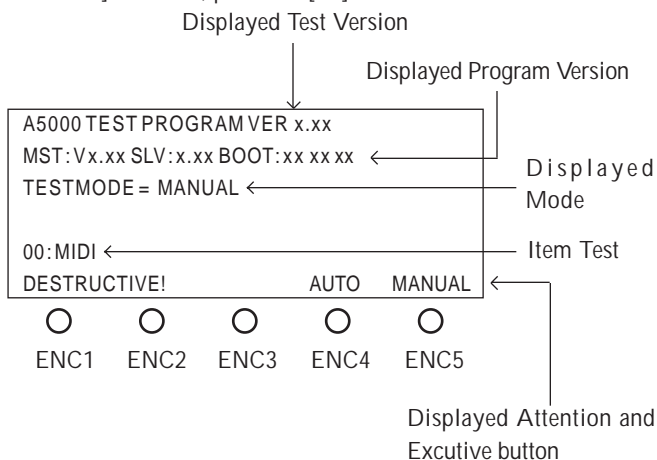 Displayed Test Version
Displayed Program Version
A5000 TEST PROGRAM VER x.xx
MST:Vx.xx SLV:x.xx BOOT:xx xx xx
TESTMODE = MANUAL
Displayed
Mode
00:MIDI
Item Test
DESTRUCTIVE! AUTO MANUAL
ENC1 ENC2 ENC3 ENC4 ENC5
Displayed Attention and
Excutive button